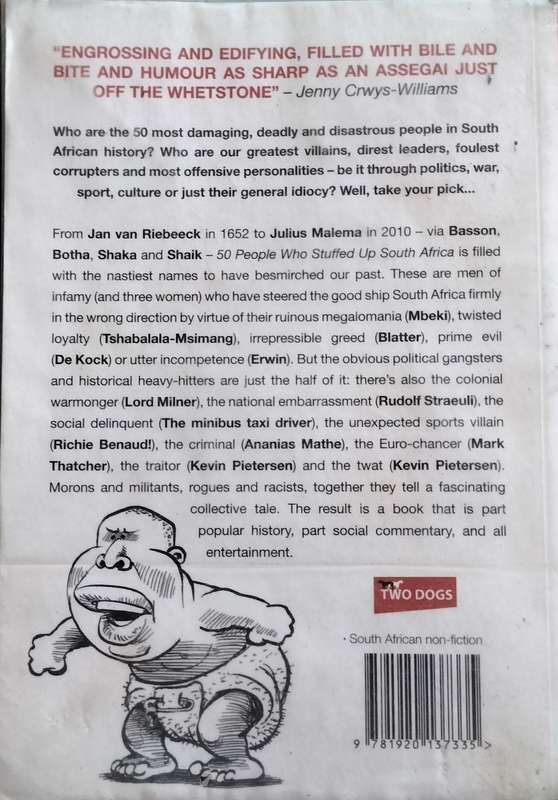 "ENGROSSING AND EDIFYING, FILLED WITH BILE AND
BITE AND HUMOUR AS SHARP AS AN ASSEGAI JUST
OFF THE WHETSTONE" – Jenny Crwys-Williams
Who are the 50 most damaging, deadly and disastrous people in South
African history? Who are our greatest villains, direst leaders, foulest
corrupters and most offensive personalities – be it through politics, war,
sport, culture or just their general idiocy? Well, take your pick...
From Jan van Riebeeck in 1652 to Julius Malema in 2010 – via Basson,
Botha, Shaka and Shaik – 50 People Who Stuffed Up South Africa is filled
with the nastiest names to have besmirched our past. These are men of
infamy (and three women) who have steered the good ship South Africa firmly
in the wrong direction by virtue of their ruinous megalomania (Mbeki), twisted
loyalty (Tshabalala-Msimang), irrepressible greed (Blatter), prime evil
(De Kock) or utter incompetence (Erwin). But the obvious political gangsters
and historical heavy-hitters are just the half of it: there's also the colonial
warmonger (Lord Milner), the national embarrassment (Rudolf Straeuli), the
social delinquent (The minibus taxi driver), the unexpected sports villain
(Richie Benaud!), the criminal (Ananias Mathe), the Euro-chancer (Mark
Thatcher), the traitor (Kevin Pietersen) and the twat (Kevin Pietersen).
Morons and militants, rogues and racists, together they tell a fascinating
collective tale. The result is a book that is part
popular history, part social commentary, and all
entertainment.
TWO DOGS
· South African non-fiction
9 781920 137335 >